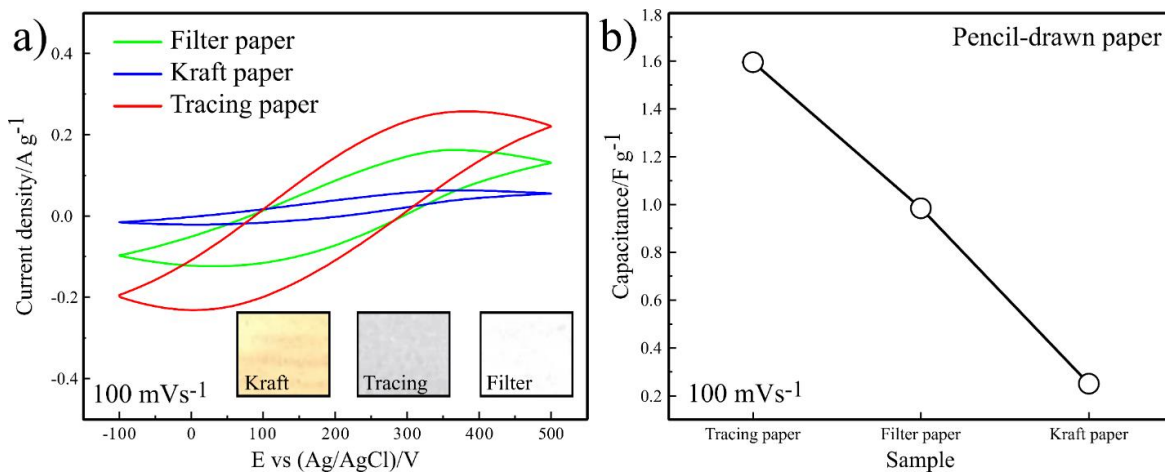 a)
Filter paper
Kraft paper
Tracing paper
Current density/A g-1
0.4
0.2
0.0
-0.2
-0.4
Kraft
Tracing
Filter
100 mVs-1
-100 0 100 200 300 400 500
E vs (Ag/AgCl)/V
b)
Pencil-drawn paper
Capacitance/F g-1
1.8
1.6
1.4
1.2
1.0
0.8
0.6
0.4
0.2
100 mVs-1
Tracing paper Filter paper Kraft paper
Sample